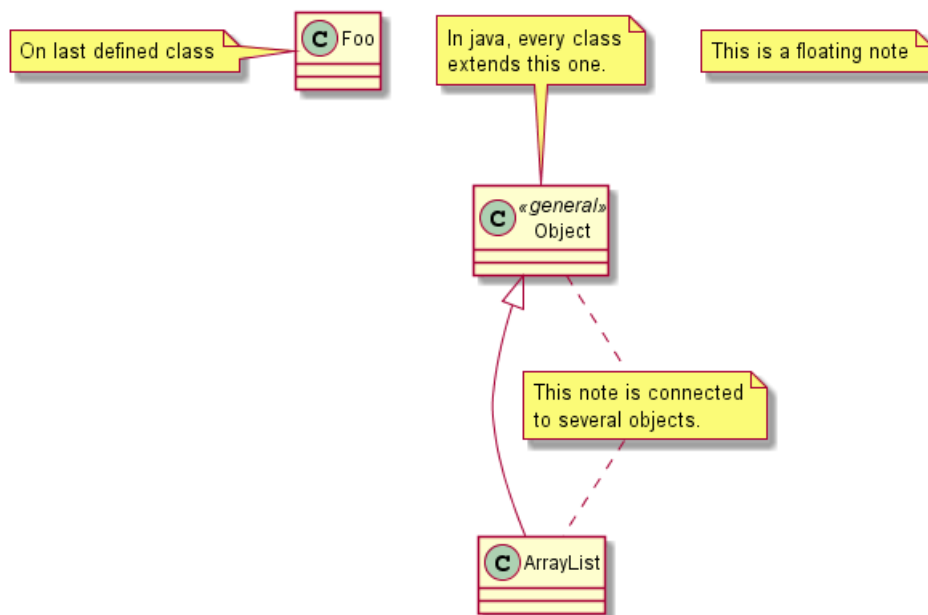 On last defined class
C Foo
In java, every class
extends this one.
This is a floating note
C «general»
Object
This note is connected
to several objects.
C ArrayList